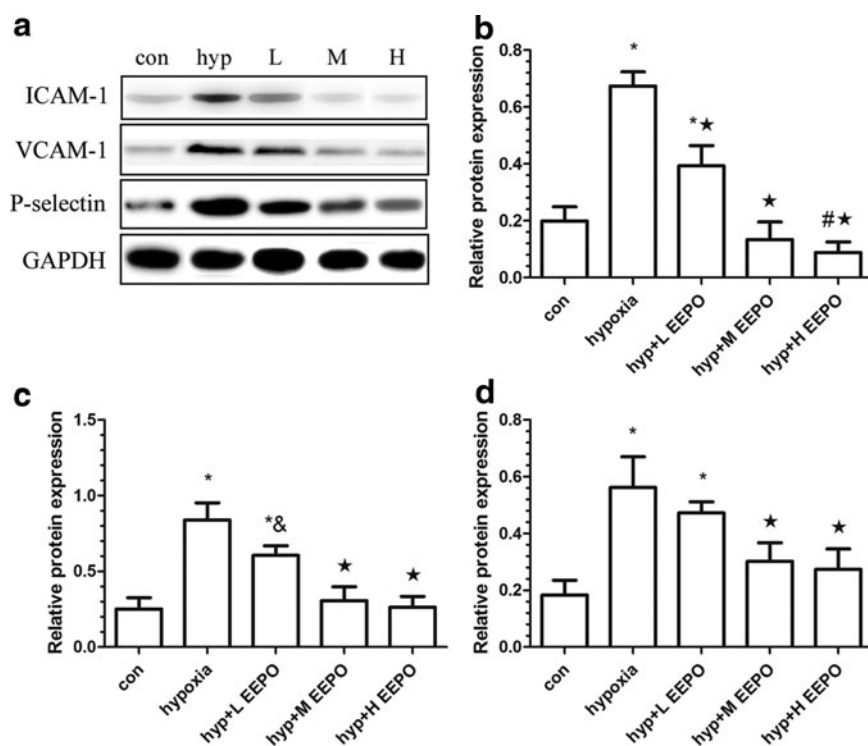 a
con hyp L M H
ICAM-1
VCAM-1
P-selectin
GAPDH
b
Relative protein expression
0.8
0.6
0.4
0.2
0.0
*
*★
★
#★
con
hypoxia
hyp+L EEPO
hyp+M EEPO
hyp+H EEPO
c
Relative protein expression
1.5
1.0
0.5
0.0
*
*&
★
★
con
hypoxia
hyp+L EEPO
hyp+M EEPO
hyp+H EEPO
d
Relative protein expression
0.8
0.6
0.4
0.2
0.0
*
*
★
★
con
hypoxia
hyp+L EEPO
hyp+M EEPO
hyp+H EEPO